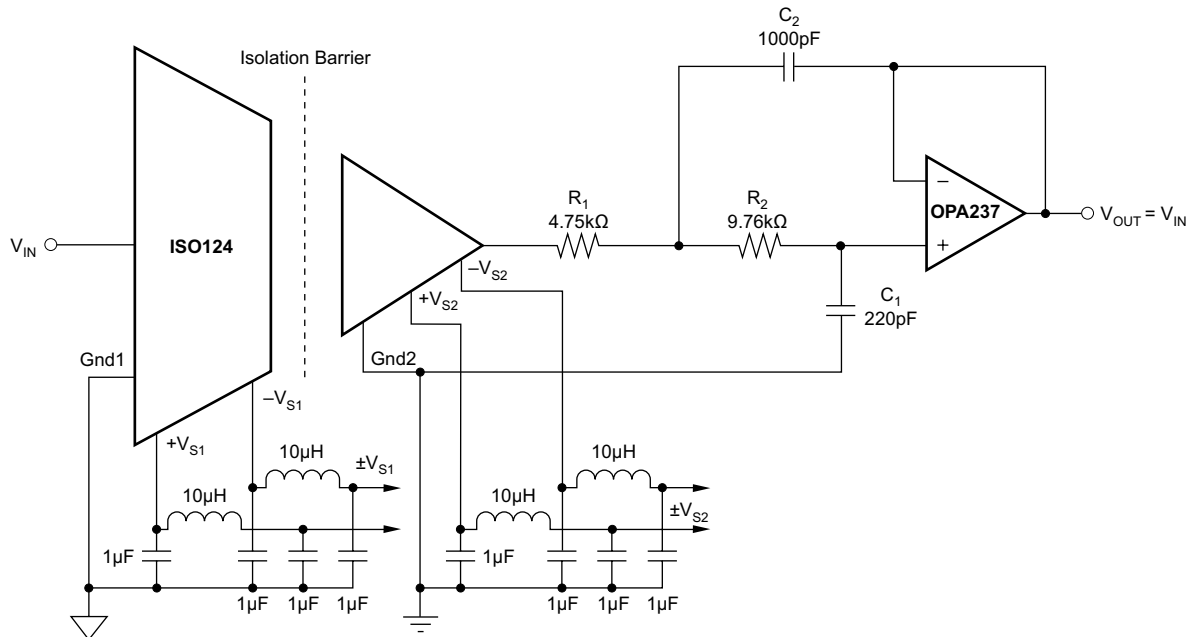 C2
1000pF
Isolation Barrier
R1
4.75kΩ
R2
9.76kΩ
−
OPA237
+
VOUT = VIN
VIN
ISO124
−VS2
+VS2
C1
220pF
Gnd1
Gnd2
−VS1
+VS1
10µH
±VS1
10µH
10µH
±VS2
10µH
1µF
1µF
1µF
1µF
1µF
1µF
1µF
1µF